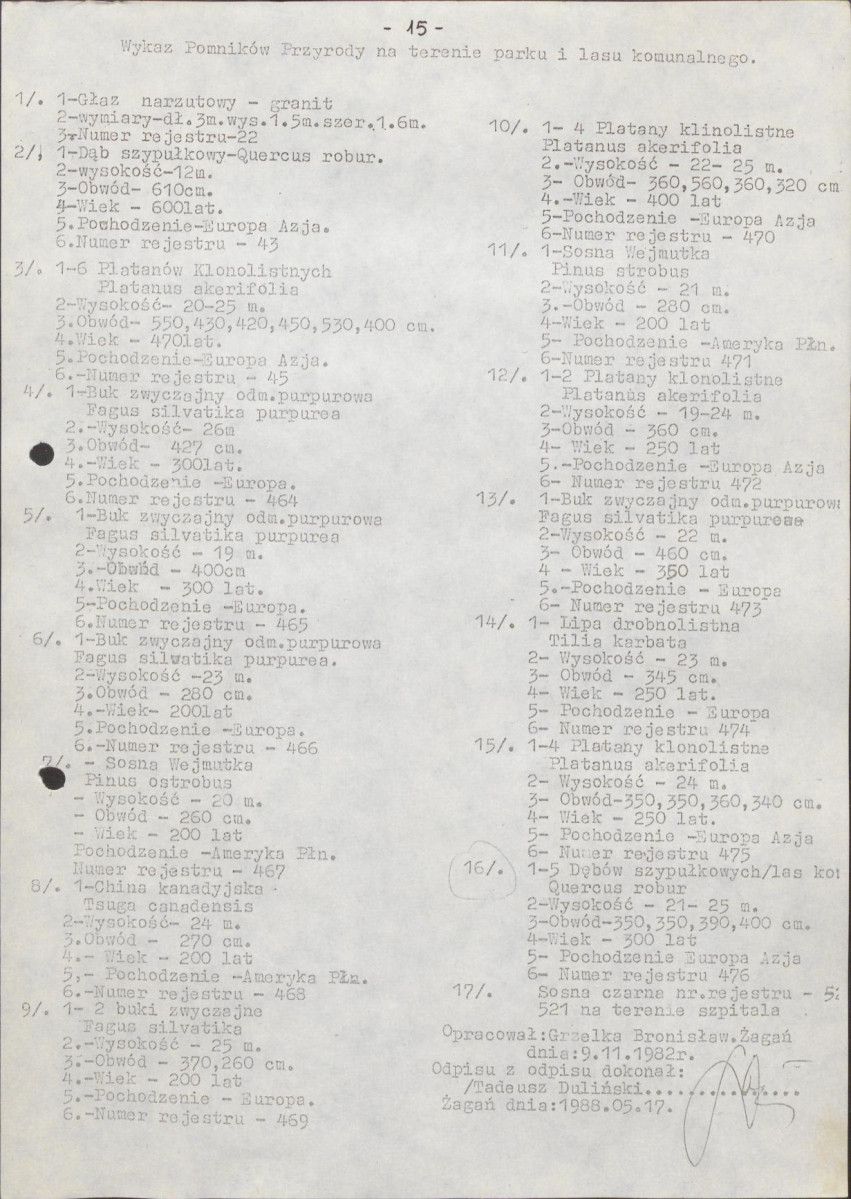 - 15 -
Wykaz Pomników Przyrody na terenie parku i lasu komunalnego.
1/. 1-Głaz narzutowy - granit
2-wymiary-dł.3m.wys.1.5m.szer.1.6m.
3-Numer rejestru-22
2/. 1-Dąb szypułkowy-Quercus robur.
2-wysokość-12m.
3-Obwód- 610cm.
4-Wiek - 600lat.
5.Pochodzenie-Europa Azja.
6.Numer rejestru - 43
3/. 1-6 Platanów Klonolistnych
Platanus akerifolia
2-Wysokość- 20-25 m.
3.Obwód- 550,430,420,450,530,400 cm.
4.Wiek - 470lat.
5.Pochodzenie-Europa Azja.
6.-Numer rejestru - 45
4/. 1-Buk zwyczajny odm.purpurowa
Fagus silvatika purpurea
2.-Wysokość- 26m
3.Obwód- 427 cm.
4.-Wiek - 300lat.
5.Pochodzenie -Europa.
6.Numer rejestru - 464
5/. 1-Buk zwyczajny odm.purpurowa
Fagus silvatika purpurea
2-Wysokość - 19 m.
3.-Obwód - 400cm
4.Wiek - 300 lat.
5-Pochodzenie -Europa.
6.Numer rejestru - 465
6/. 1-Buk zwyczajny odm.purpurowa
Fagus silvatika purpurea.
2-Wysokość -23 m.
3.Obwód - 280 cm.
4.-Wiek- 200lat
5.Pochodzenie -Europa.
6.-Numer rejestru - 466
7/. - Sosna Wejmutka
Pinus ostrobus
- Wysokość - 20 m.
- Obwód - 260 cm.
- Wiek - 200 lat
Pochodzenie -Ameryka Płn.
Numer rejestru - 467
8/. 1-China kanadyjska
Tsuga canadensis
2-Wysokość- 24 m.
3.Obwód - 270 cm.
4.- Wiek - 200 lat
5,- Pochodzenie -Ameryka Płn.
6.-Numer rejestru - 468
9/. 1- 2 buki zwyczajne
Fagus silvatika
2.-Wysokość - 25 m.
3.-Obwód - 370,260 cm.
4.-Wiek - 200 lat
5.-Pochodzenie - Europa.
6.-Numer rejestru - 469
10/. 1- 4 Platany klinolistne
Platanus akerifolia
2.-Wysokość - 22- 25 m.
3- Obwód- 360,560,360,320 cm
4.-Wiek - 400 lat
5-Pochodzenie -Europa Azja
6-Numer rejestru - 470
11/. 1-Sosna Wejmutka
Pinus strobus
2-Wysokość - 21 m.
3.-Obwód - 280 cm.
4-Wiek - 200 lat
5- Pochodzenie -Ameryka Płn.
6-Numer rejestru 471
12/. 1-2 Platany klonolistne
Platanus akerifolia
2-Wysokość - 19-24 m.
3-Obwód - 360 cm.
4- Wiek - 250 lat
5.-Pochodzenie -Europa Azja
6- Numer rejestru 472
13/. 1-Buk zwyczajny odm.purpurowa
Fagus silvatika purpurea
2-Wysokość - 22 m.
3- Obwód - 460 cm.
4 - Wiek - 350 lat
5.-Pochodzenie - Europa
6- Numer rejestru 473
14/. 1- Lipa drobnolistna
Tilia karbata
2- Wysokość - 23 m.
3- Obwód - 345 cm.
4- Wiek - 250 lat.
5- Pochodzenie - Europa
6- Numer rejestru 474
15/. 1-4 Platany klonolistne
Platanus akerifolia
2- Wysokość - 24 m.
3- Obwód-350,350,360,340 cm.
4- Wiek - 250 lat.
5- Pochodzenie -Europa Azja
6- Numer rejestru 475
16/. 1-5 Dębów szypułkowych/las ko
Quercus robur
2-Wysokość - 21- 25 m.
3-Obwód-350,350,390,400 cm.
4-Wiek - 300 lat
5- Pochodzenie Europa Azja
6- Numer rejestru 476
17/. Sosna czarna nr.rejestru - 52
521 na terenie szpitala
Opracował:Grzelka Bronisław.Żagań
dnia:9.11.1982r.
Odpisu z odpisu dokonał:
/Tadeusz Duliński..............
Żagań dnia:1988.05.17.